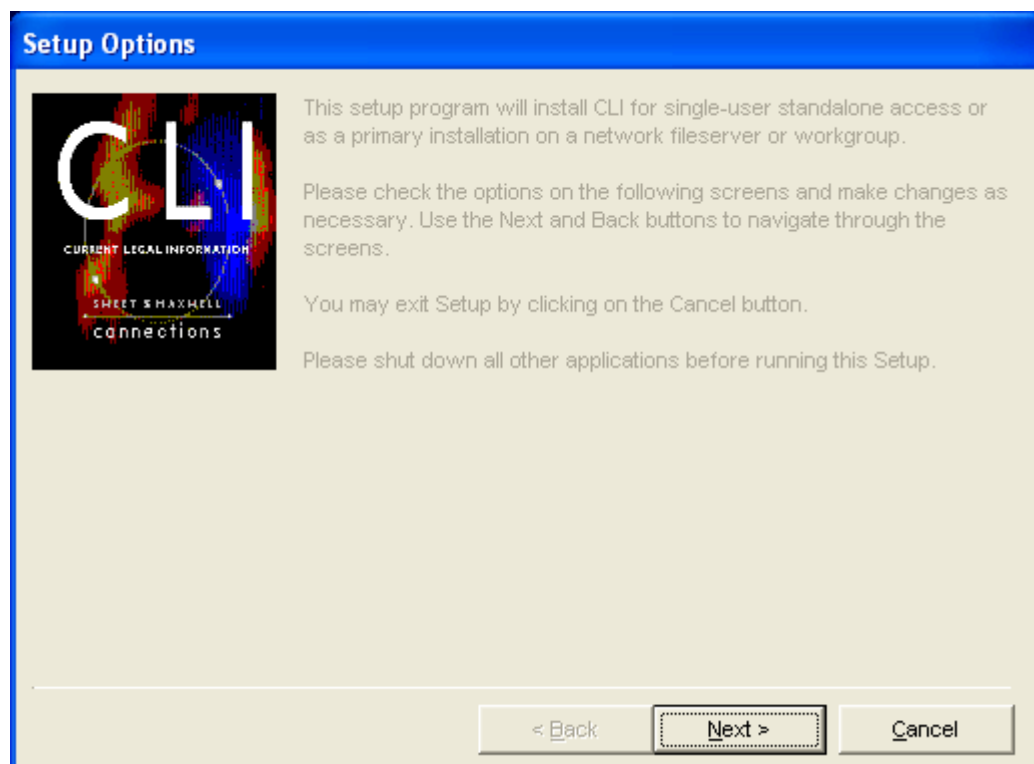 Setup Options
CLI
CURRENT LEGAL INFORMATION
SWEET & MAXWELL
connections
This setup program will install CLI for single-user standalone access or
as a primary installation on a network fileserver or workgroup.
Please check the options on the following screens and make changes as
necessary. Use the Next and Back buttons to navigate through the
screens.
You may exit Setup by clicking on the Cancel button.
Please shut down all other applications before running this Setup.
< Back
Next >
Cancel